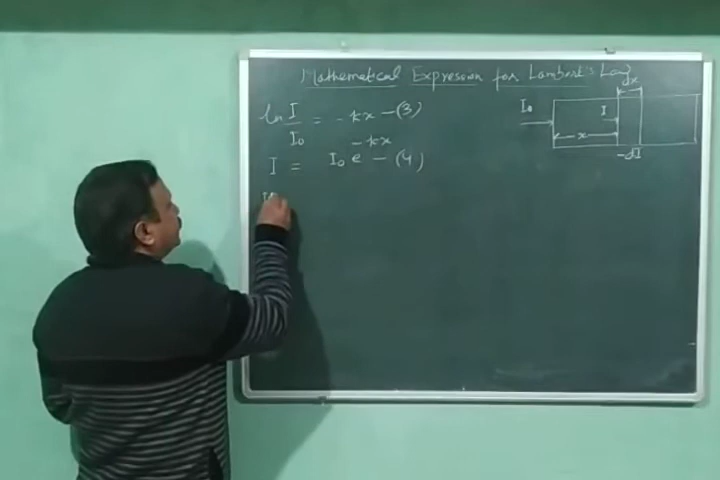 Mathematical Expression for Lambert's Law
ln I/I₀ = - kx - (3)
I = I₀ e^-kx - (4)
dx
I₀
I
x
-dI